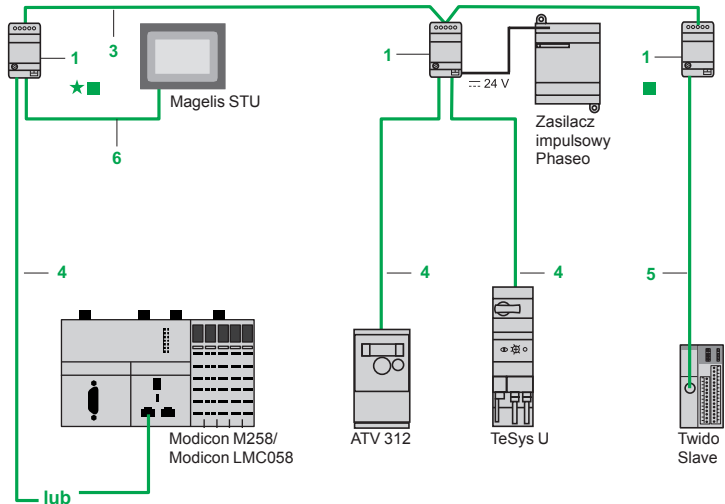 1
3
Magelis STU
1
24 V
1
Zasilacz
impulsowy
Phaseo
6
4
4
4
5
Modicon M258/
Modicon LMC058
ATV 312
TeSys U
Twido
Slave
lub